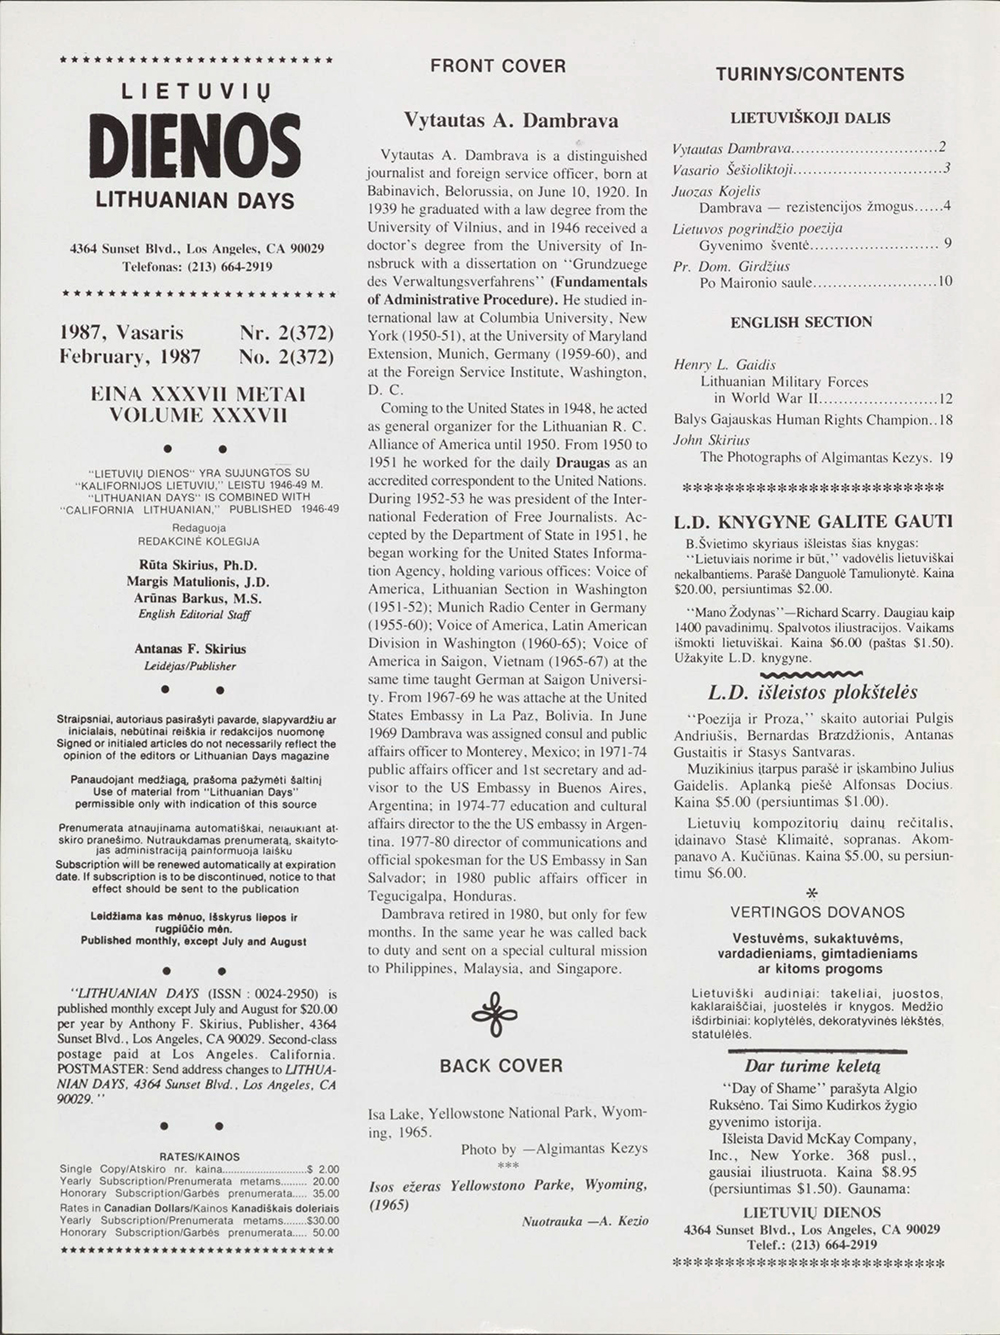 LIETUVIŲ
DIENOS
LITHUANIAN DAYS
4364 Sunset Blvd., Los Angeles, CA 90029
Telefonas: (213) 664-2919
1987, Vasaris Nr. 2(372)
February, 1987 No. 2(372)
EINA XXXVII METAI
VOLUME XXXVII
"LIETUVIŲ DIENOS" YRA SUJUNGTOS SU
"KALIFORNIJOS LIETUVIU," LEISTU 1946-49 M.
"LITHUANIAN DAYS" IS COMBINED WITH
"CALIFORNIA LITHUANIAN," PUBLISHED 1946-49
Redaguoja
REDAKCINĖ KOLEGIJA
Rūta Skirius, Ph.D.
Margis Matulionis, J.D.
Arūnas Barkus, M.S.
English Editorial Staff
Antanas F. Skirius
Leidėjas/Publisher
Straipsniai, autoriaus pasirašyti pavarde, slapyvardžiu ar
inicialais, nebūtinai reiškia ir redakcijos nuomonę
Signed or initialed articles do not necessarily reflect the
opinion of the editors or Lithuanian Days magazine
Panaudojant medžiagą, prašoma pažymėti šaltinį
Use of material from "Lithuanian Days"
permissible only with indication of this source
Prenumerata atnaujinama automatiškai, nelaukiant at-
skiro pranešimo. Nutraukdamas prenumeratą, skaityto-
jas administraciją painformuoja laišku
Subscription will be renewed automatically at expiration
date. If subscription is to be discontinued, notice to that
effect should be sent to the publication
Leidžiama kas mėnuo, išskyrus liepos ir
rugpiūčio mėn.
Published monthly, except July and August
"LITHUANIAN DAYS (ISSN : 0024-2950) is
published monthly except July and August for $20.00
per year by Anthony F. Skirius, Publisher, 4364
Sunset Blvd., Los Angeles, CA 90029. Second-class
postage paid at Los Angeles. California.
POSTMASTER: Send address changes to LITHUA-
NIAN DAYS, 4364 Sunset Blvd., Los Angeles, CA
90029."
RATES/KAINOS
Single Copy/Atskiro nr. kaina............................$ 2.00
Yearly Subscription/Prenumerata metams......... 20.00
Honorary Subscription/Garbės prenumerata..... 35.00
Rates in Canadian Dollars/Kainos Kanadiškais doleriais
Yearly Subscription/Prenumerata metams........$30.00
Honorary Subscription/Garbės prenumerata..... 50.00
FRONT COVER
Vytautas A. Dambrava
Vytautas A. Dambrava is a distinguished
journalist and foreign service officer, born at
Babinavich, Belorussia, on June 10, 1920. In
1939 he graduated with a law degree from the
University of Vilnius, and in 1946 received a
doctor's degree from the University of In-
nsbruck with a dissertation on "Grundzuege
des Verwaltungsverfahrens" (Fundamentals
of Administrative Procedure). He studied in-
ternational law at Columbia University, New
York (1950-51), at the University of Maryland
Extension, Munich, Germany (1959-60), and
at the Foreign Service Institute, Washington,
D. C.
Coming to the United States in 1948, he acted
as general organizer for the Lithuanian R. C.
Alliance of America until 1950. From 1950 to
1951 he worked for the daily Draugas as an
accredited correspondent to the United Nations.
During 1952-53 he was president of the Inter-
national Federation of Free Journalists. Ac-
cepted by the Department of State in 1951, he
began working for the United States Informa-
tion Agency, holding various offices: Voice of
America, Lithuanian Section in Washington
(1951-52); Munich Radio Center in Germany
(1955-60); Voice of America, Latin American
Division in Washington (1960-65); Voice of
America in Saigon, Vietnam (1965-67) at the
same time taught German at Saigon Universi-
ty. From 1967-69 he was attache at the United
States Embassy in La Paz, Bolivia. In June
1969 Dambrava was assigned consul and public
affairs officer to Monterey, Mexico; in 1971-74
public affairs officer and 1st secretary and ad-
visor to the US Embassy in Buenos Aires,
Argentina; in 1974-77 education and cultural
affairs director to the the US embassy in Argen-
tina. 1977-80 director of communications and
official spokesman for the US Embassy in San
Salvador; in 1980 public affairs officer in
Tegucigalpa, Honduras.
Dambrava retired in 1980, but only for few
months. In the same year he was called back
to duty and sent on a special cultural mission
to Philippines, Malaysia, and Singapore.
BACK COVER
Isa Lake, Yellowstone National Park, Wyom-
ing, 1965.
Photo by —Algimantas Kezys
***
Isos ežeras Yellowstono Parke, Wyoming,
(1965)
Nuotrauka —A. Kezio
TURINYS/CONTENTS
LIETUVIŠKOJI DALIS
Vytautas Dambrava..............................2
Vasario Šešioliktoji...............................3
Juozas Kojelis
Dambrava — rezistencijos žmogus......4
Lietuvos pogrindžio poezija
Gyvenimo šventė.......................... 9
Pr. Dom. Girdžius
Po Maironio saule.........................10
ENGLISH SECTION
Henry L. Gaidis
Lithuanian Military Forces
in World War II........................12
Balys Gajauskas Human Rights Champion..18
John Skirius
The Photographs of Algimantas Kezys. 19
*************************
L.D. KNYGYNE GALITE GAUTI
B.Švietimo skyriaus išleistas šias knygas:
"Lietuviais norime ir būt," vadovėlis lietuviškai
nekalbantiems. Parašė Danguolė Tamulionytė. Kaina
$20.00, persiuntimas $2.00.
"Mano Žodynas"—Richard Scarry. Daugiau kaip
1400 pavadinimų. Spalvotos iliustracijos. Vaikams
išmokti lietuviškai. Kaina $6.00 (paštas $1.50).
Užakyite L.D. knygyne.
L.D. išleistos plokštelės
"Poezija ir Proza," skaito autoriai Pulgis
Andriušis, Bernardas Brazdžionis, Antanas
Gustaitis ir Stasys Santvaras.
Muzikinius įtarpus parašė ir įskambino Julius
Gaidelis. Aplanką piešė Alfonsas Docius.
Kaina $5.00 (persiuntimas $1.00).
Lietuvių kompozitorių dainų rečitalis,
įdainavo Stasė Klimaitė, sopranas. Akom-
panavo A. Kučiūnas. Kaina $5.00, su persiun-
timu $6.00.
*
VERTINGOS DOVANOS
Vestuvėms, sukaktuvėms,
vardadieniams, gimtadieniams
ar kitoms progoms
Lietuviški audiniai: takeliai, juostos,
kaklaraiščiai, juostelės ir knygos. Medžio
išdirbiniai: koplytėlės, dekoratyvinės lėkštės,
statulėlės.
Dar turime keletą
"Day of Shame" parašyta Algio
Rukšėno. Tai Simo Kudirkos žygio
gyvenimo istorija.
Išleista David McKay Company,
Inc., New Yorke. 368 pusl.,
gausiai iliustruota. Kaina $8.95
(persiuntimas $1.50). Gaunama:
LIETUVIŲ DIENOS
4364 Sunset Blvd., Los Angeles, CA 90029
Telef.: (213) 664-2919
**************************